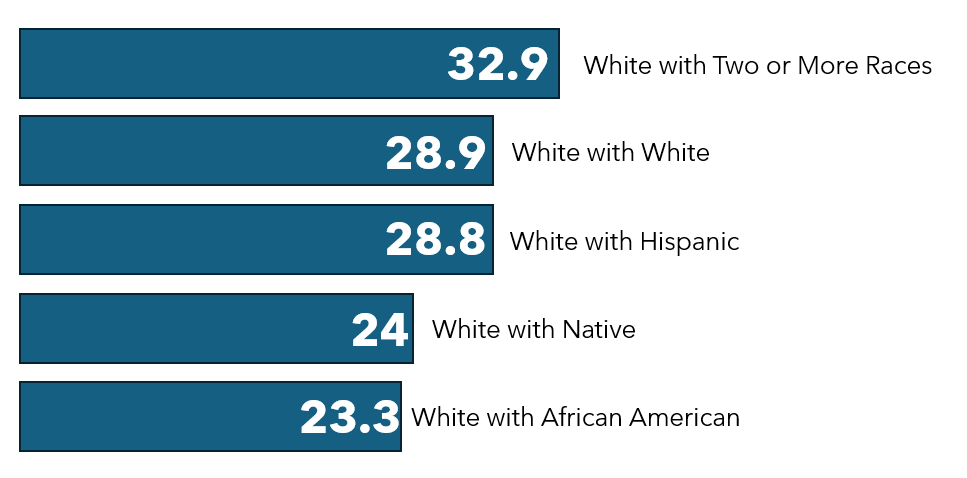 32.9 White with Two or More Races
28.9 White with White
28.8 White with Hispanic
24 White with Native
23.3 White with African American